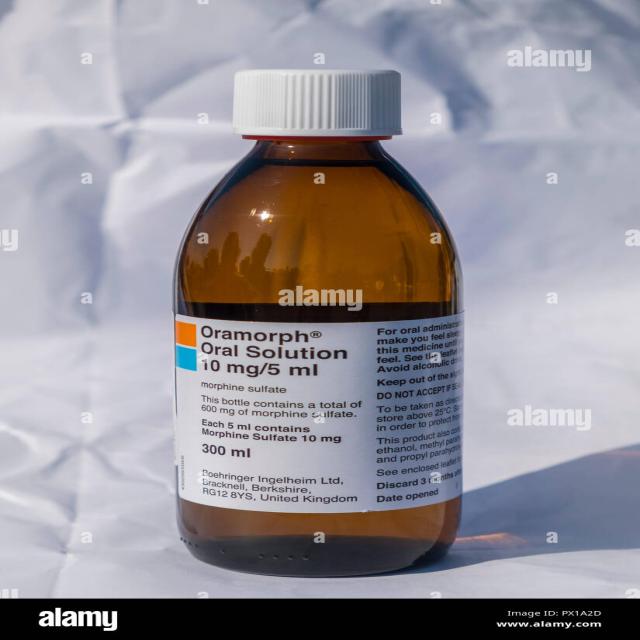 Oramorph®
Oral Solution
10 mg/5 ml
morphine sulfate
This bottle contains a total of
600 mg of morphine sulfate.
Each 5 ml contains
Morphine Sulfate 10 mg
300 ml
Boehringer Ingelheim Ltd,
Bracknell, Berkshire,
RG12 8YS, United Kingdom
For oral
make you feel
this medicine until
feel. See the
Avoid alcoholic
Keep out of the
DO NOT ACCEPT IF
To be taken as
store above 25°C.
in order to protect
This product also
ethanol, methyl
and propyl
See enclosed leaflet
Discard 3
Date opened
alamy
alamy
alamy
alamy
Image ID: PX1A2D
www.alamy.com